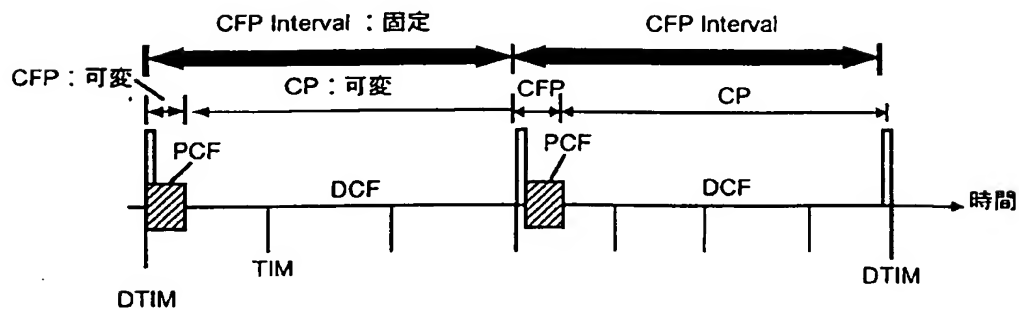 CFP Interval：固定
CFP Interval
CFP：可変
CP：可変
CFP
CP
PCF
PCF
DCF
DCF
時間
TIM
DTIM
DTIM